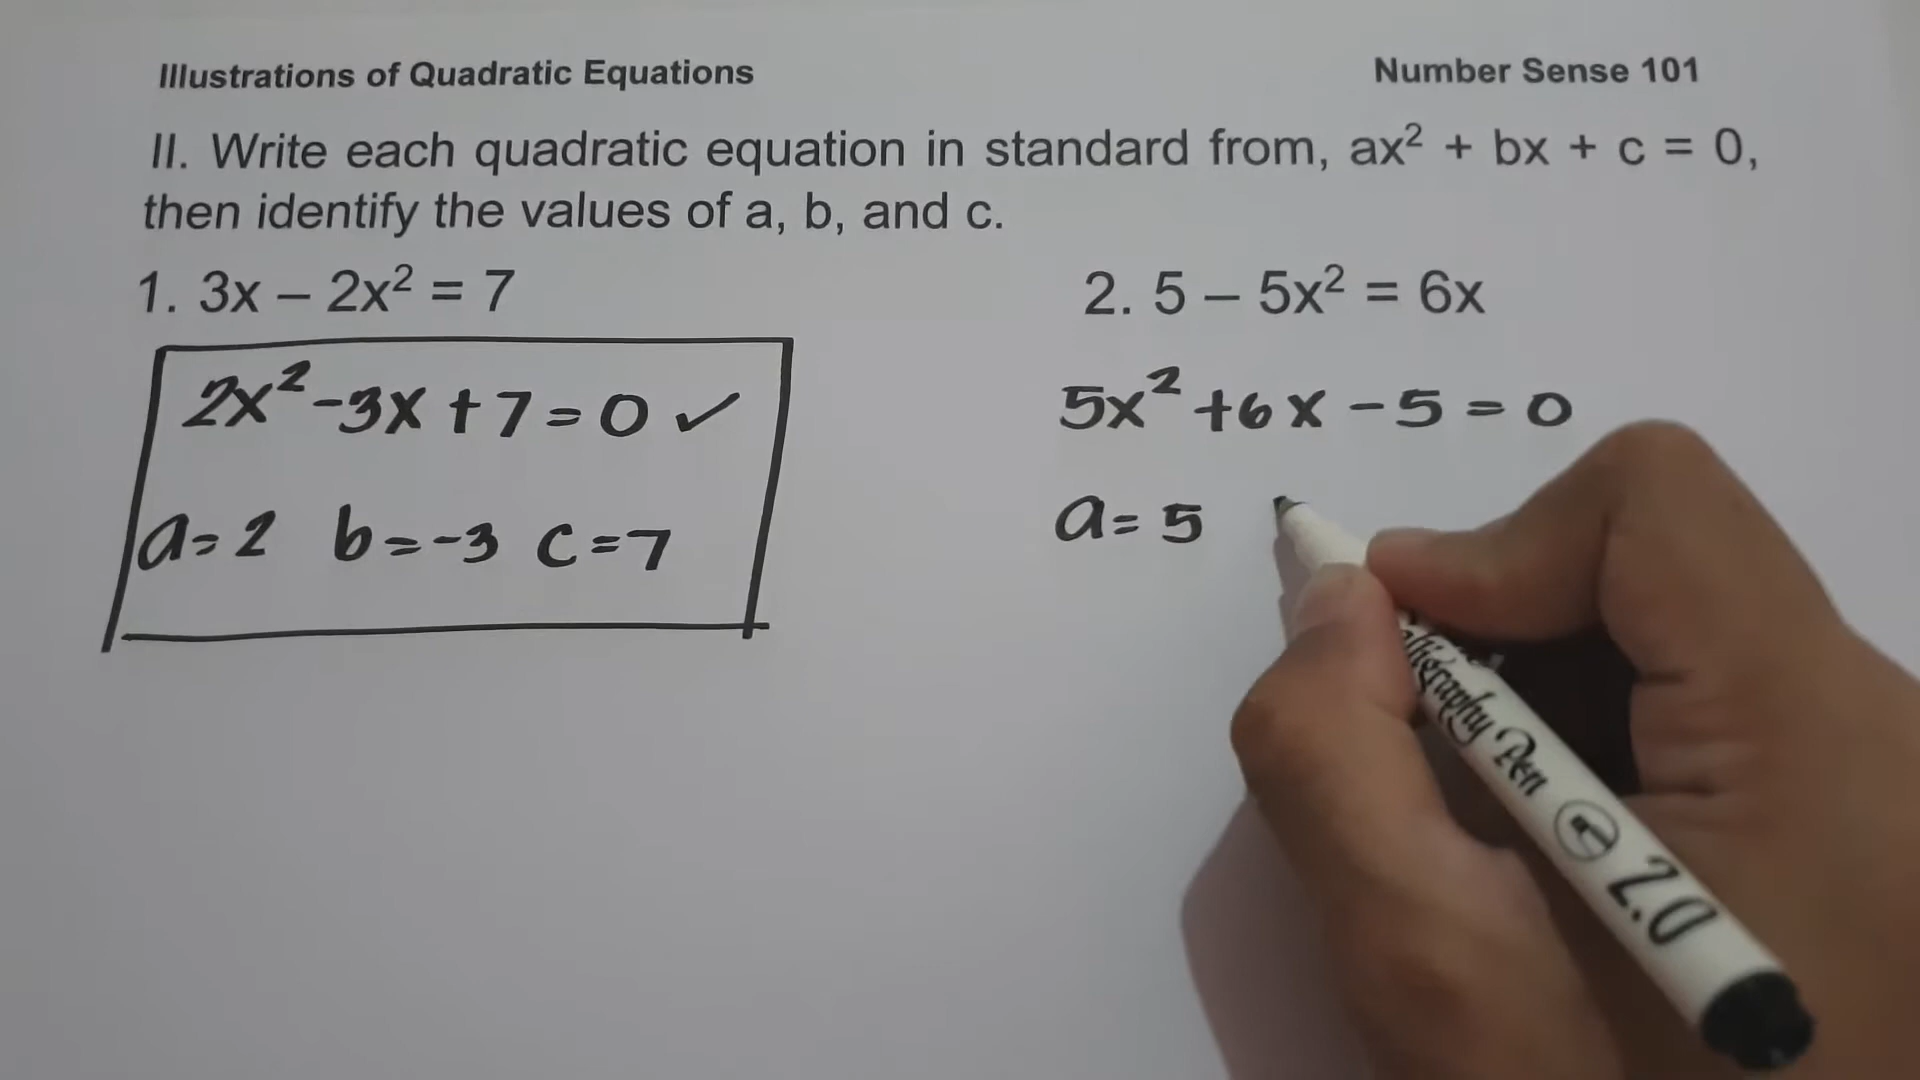 Illustrations of Quadratic Equations
Number Sense 101
II. Write each quadratic equation in standard from, ax² + bx + c = 0,
then identify the values of a, b, and c.
1. 3x – 2x² = 7
2x² -3x + 7 = 0 ✓
a = 2 b = -3 c = 7
2. 5 – 5x² = 6x
5x² + 6x - 5 = 0
a = 5
Pen
2.0